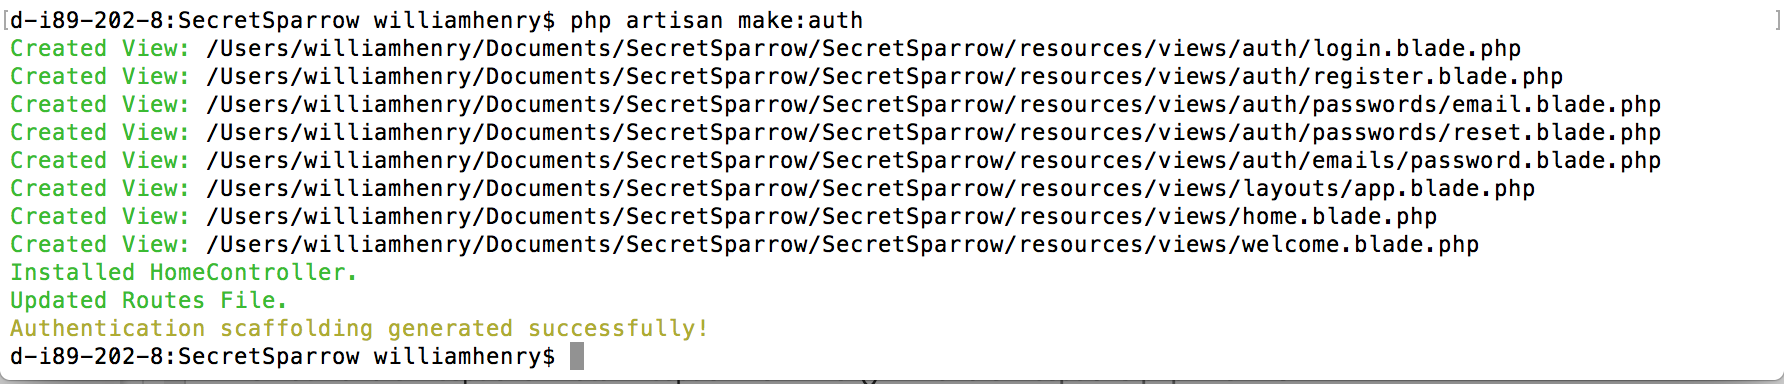 [d-i89-202-8:SecretSparrow williamhenry$ php artisan make:auth ]
Created View: /Users/williamhenry/Documents/SecretSparrow/SecretSparrow/resources/views/auth/login.blade.php
Created View: /Users/williamhenry/Documents/SecretSparrow/SecretSparrow/resources/views/auth/register.blade.php
Created View: /Users/williamhenry/Documents/SecretSparrow/SecretSparrow/resources/views/auth/passwords/email.blade.php
Created View: /Users/williamhenry/Documents/SecretSparrow/SecretSparrow/resources/views/auth/passwords/reset.blade.php
Created View: /Users/williamhenry/Documents/SecretSparrow/SecretSparrow/resources/views/auth/emails/password.blade.php
Created View: /Users/williamhenry/Documents/SecretSparrow/SecretSparrow/resources/views/layouts/app.blade.php
Created View: /Users/williamhenry/Documents/SecretSparrow/SecretSparrow/resources/views/home.blade.php
Created View: /Users/williamhenry/Documents/SecretSparrow/SecretSparrow/resources/views/welcome.blade.php
Installed HomeController.
Updated Routes File.
Authentication scaffolding generated successfully!
d-i89-202-8:SecretSparrow williamhenry$